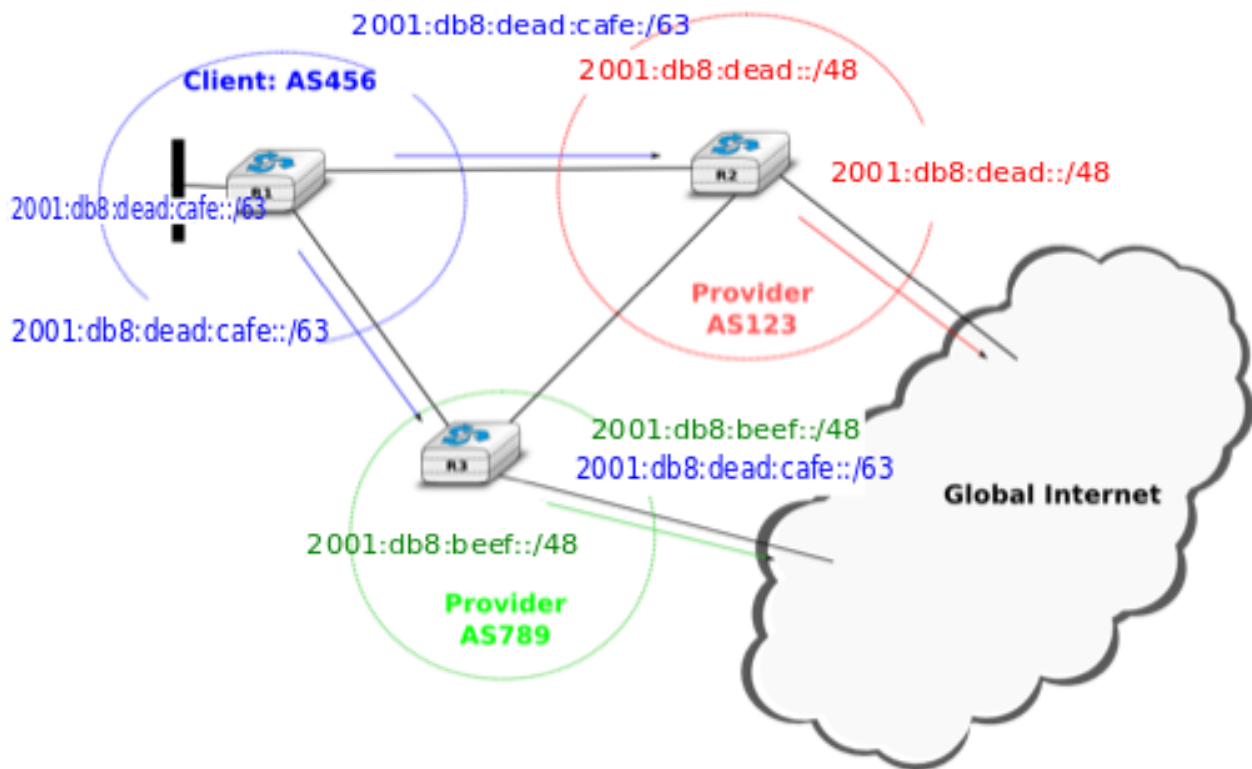 2001:db8:dead:cafe:/63
2001:db8:dead::/48
Client: AS456
R1
R2
2001:db8:dead::/48
2001:db8:dead:cafe::/63
Provider
AS123
2001:db8:dead:cafe::/63
2001:db8:beef::/48
R3
2001:db8:dead:cafe::/63
Global Internet
2001:db8:beef::/48
Provider
AS789